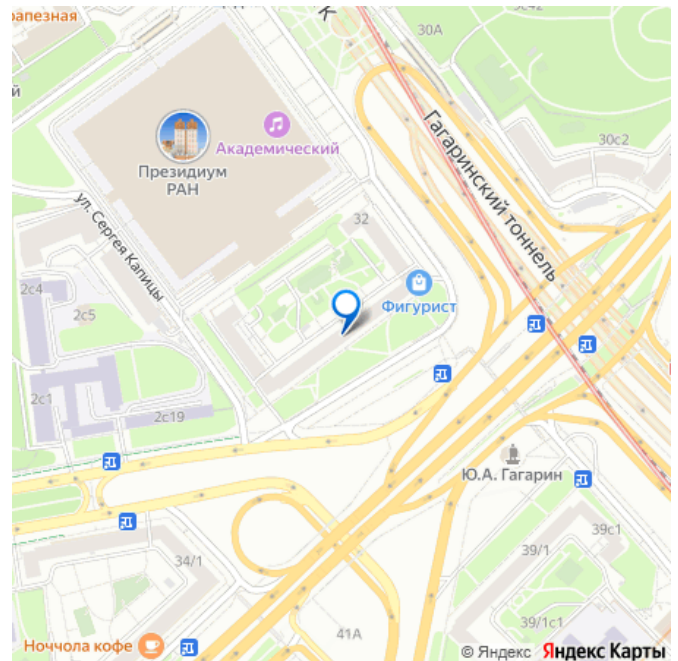 рапезная
30А
К
Гагаринский тоннель
30с2
й
Академический
Президиум
РАН
ул. Сергея Капицы
32
Фигурист
2с4
2с5
2с1
2с19
Ю.А. Гагарин
39с1
39/1
34/1
39/1с1
41А
Ноччола кофе
© Яндекс Яндекс Карты